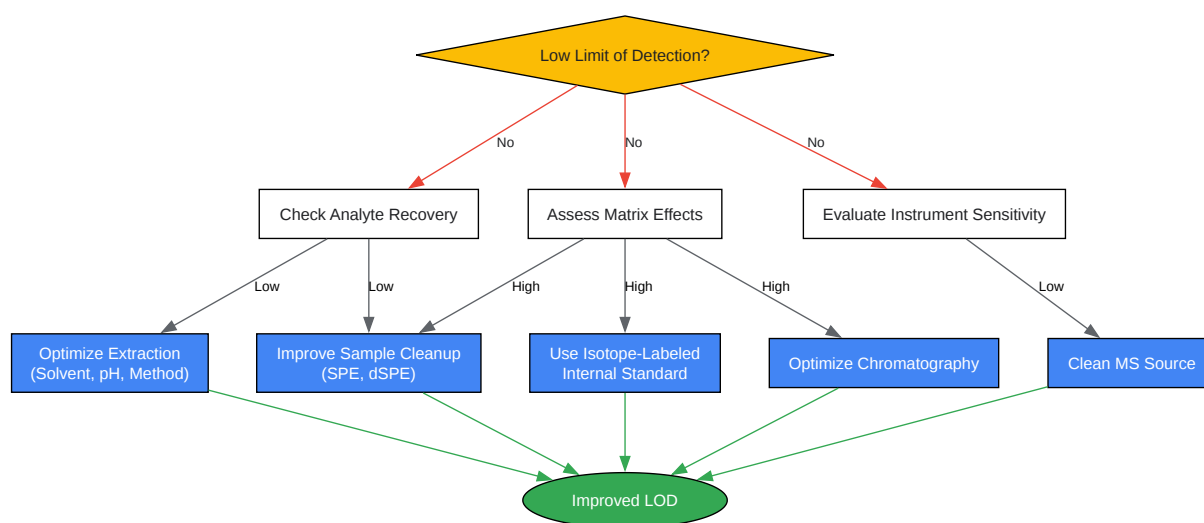 Low Limit of Detection?
No
No
No
Check Analyte Recovery
Assess Matrix Effects
Evaluate Instrument Sensitivity
Low
Low
High
High
High
Low
Optimize Extraction
(Solvent, pH, Method)
Improve Sample Cleanup
(SPE, dSPE)
Use Isotope-Labeled
Internal Standard
Optimize Chromatography
Clean MS Source
Improved LOD